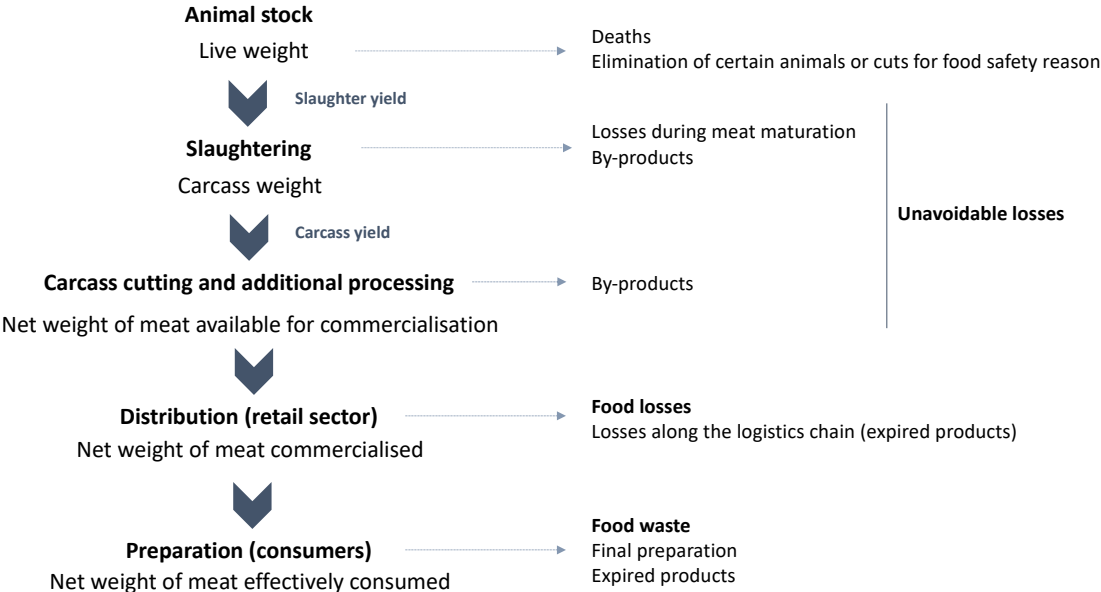 Animal stock
Live weight
Deaths
Elimination of certain animals or cuts for food safety reason
Slaughter yield
Slaughtering
Carcass weight
Losses during meat maturation
By-products
Unavoidable losses
Carcass yield
Carcass cutting and additional processing
By-products
Net weight of meat available for commercialisation
Distribution (retail sector)
Net weight of meat commercialised
Food losses
Losses along the logistics chain (expired products)
Preparation (consumers)
Net weight of meat effectively consumed
Food waste
Final preparation
Expired products